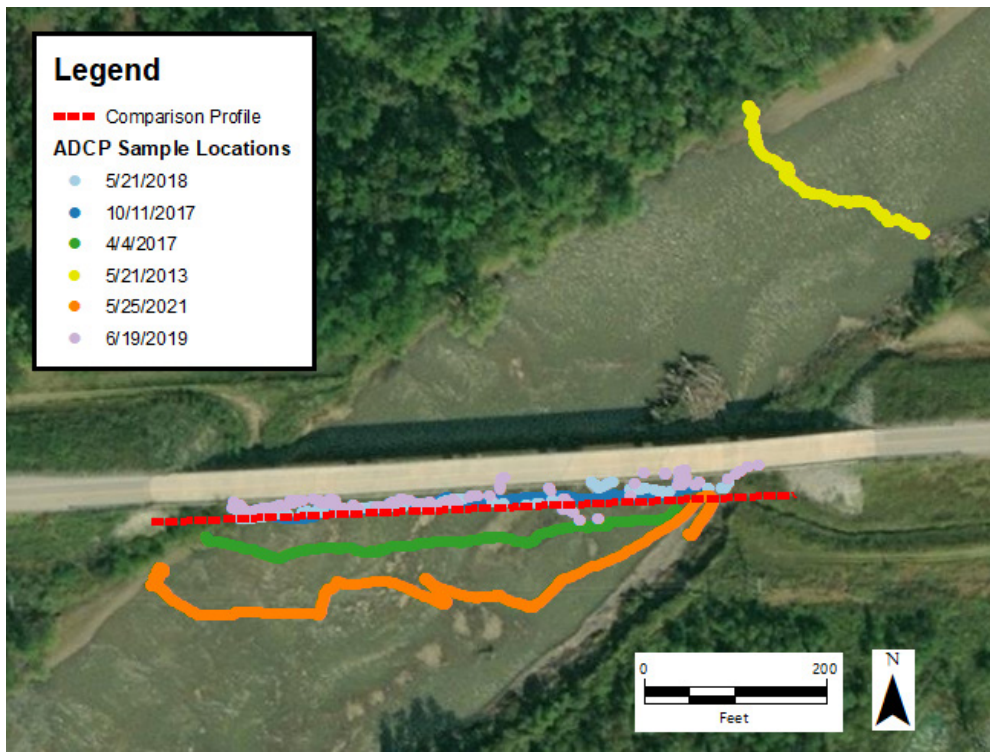 Legend
Comparison Profile
ADCP Sample Locations
5/21/2018
10/11/2017
4/4/2017
5/21/2013
5/25/2021
6/19/2019
0 200
Feet
N